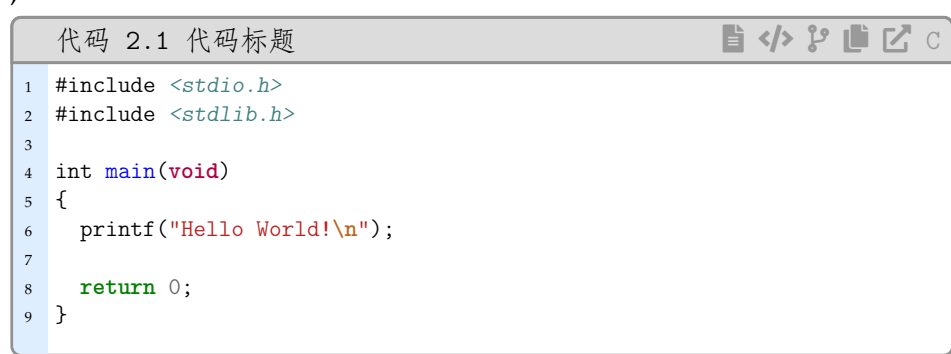 代码 2.1 代码标题 C
1 #include <stdio.h>
2 #include <stdlib.h>
3
4 int main(void)
5 {
6   printf("Hello World!\n");
7
8   return 0;
9 }